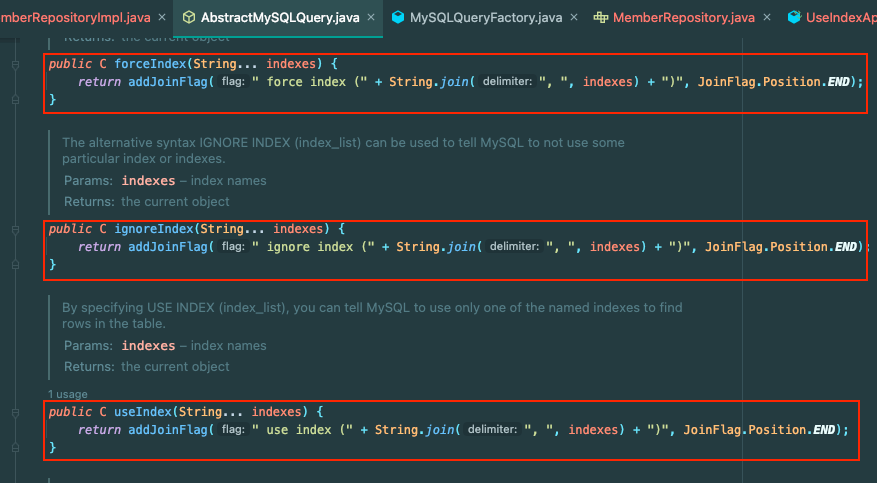 mberRepositoryImpl.java × AbstractMySQLQuery.java × MySQLQueryFactory.java × MemberRepository.java × UseIndexAp
Returns: the current object
public C forceIndex(String... indexes) {
return addJoinFlag( flag: " force index (" + String.join( delimiter: ", ", indexes) + ")", JoinFlag.Position.END);
}
The alternative syntax IGNORE INDEX (index_list) can be used to tell MySQL to not use some
particular index or indexes.
Params: indexes – index names
Returns: the current object
public C ignoreIndex(String... indexes) {
return addJoinFlag( flag: " ignore index (" + String.join( delimiter: ", ", indexes) + ")", JoinFlag.Position.END);
}
By specifying USE INDEX (index_list), you can tell MySQL to use only one of the named indexes to find
rows in the table.
Params: indexes – index names
Returns: the current object
1 usage
public C useIndex(String... indexes) {
return addJoinFlag( flag: " use index (" + String.join( delimiter: ", ", indexes) + ")", JoinFlag.Position.END);
}